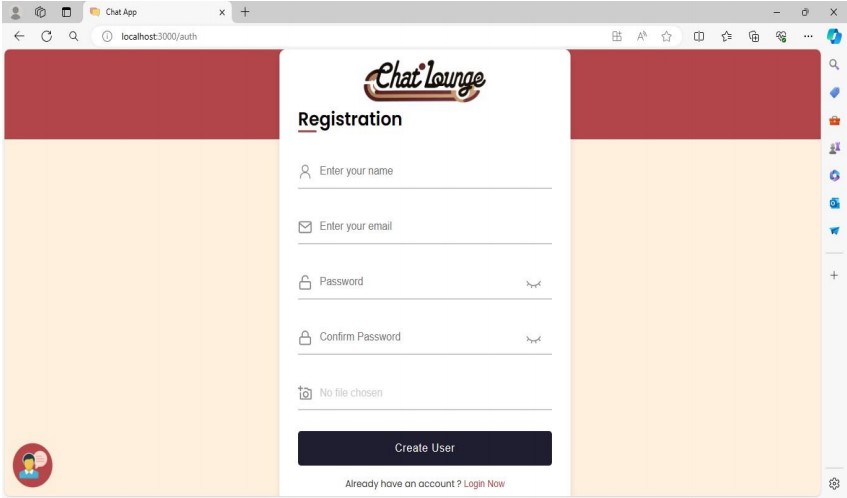 Chat App
localhost:3000/auth
Chat Lounge
Registration
Enter your name
Enter your email
Password
Confirm Password
No file chosen
Create User
Already have an account ? Login Now